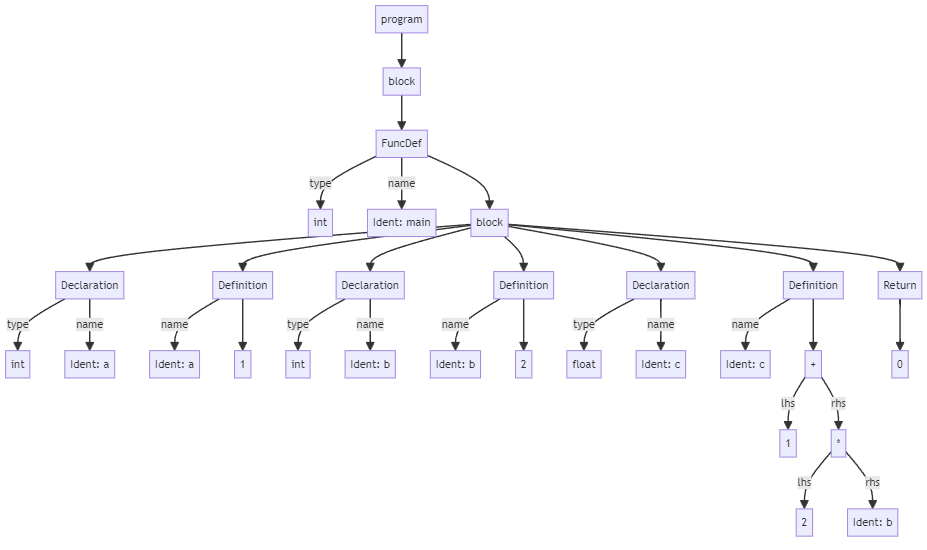 program
block
FuncDef
type
name
int
Ident: main
block
Declaration
Definition
Declaration
Definition
Declaration
Definition
Return
type
name
name
type
name
name
type
name
name
int
Ident: a
Ident: a
1
int
Ident: b
Ident: b
2
float
Ident: c
Ident: c
+
0
lhs
rhs
1
*
lhs
rhs
2
Ident: b